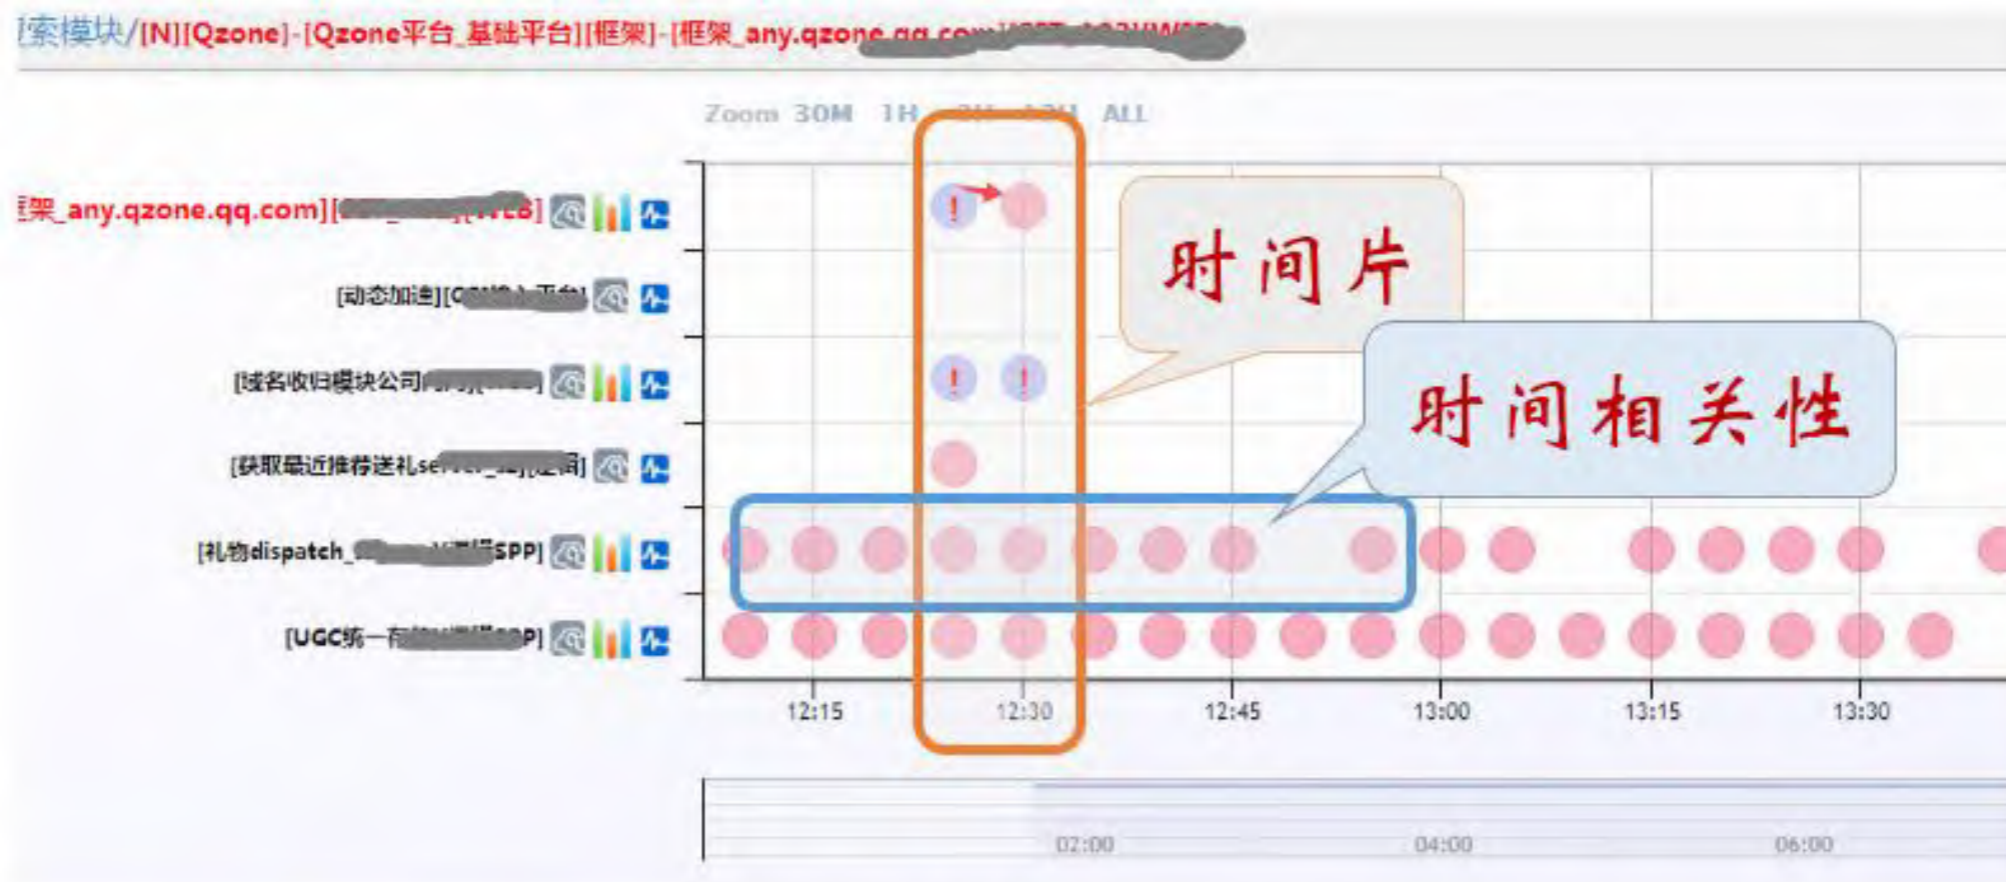 索模块/[N][Qzone]-[Qzone平台_基础平台][框架]-[框架_any.qzone.qq.com]
Zoom 30M 1H ALL
架_any.qzone.qq.com][
[动态加速][
[域名收归模块公司
[获取最近推荐送礼
[礼物dispatch_ SPP]
[UGC统一 P]
!
! !
时间片
时间相关性
12:15 12:30 12:45 13:00 13:15 13:30
02:00 04:00 06:00